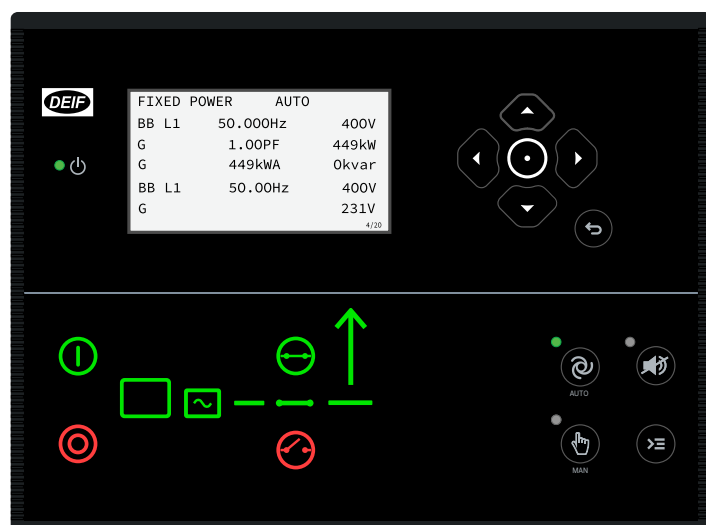 DEIF
FIXED POWER AUTO
BB L1 50.000Hz 400V
G 1.00PF 449kW
G 449kWA 0kvar
BB L1 50.00Hz 400V
G 231V
4/20
AUTO
MAN